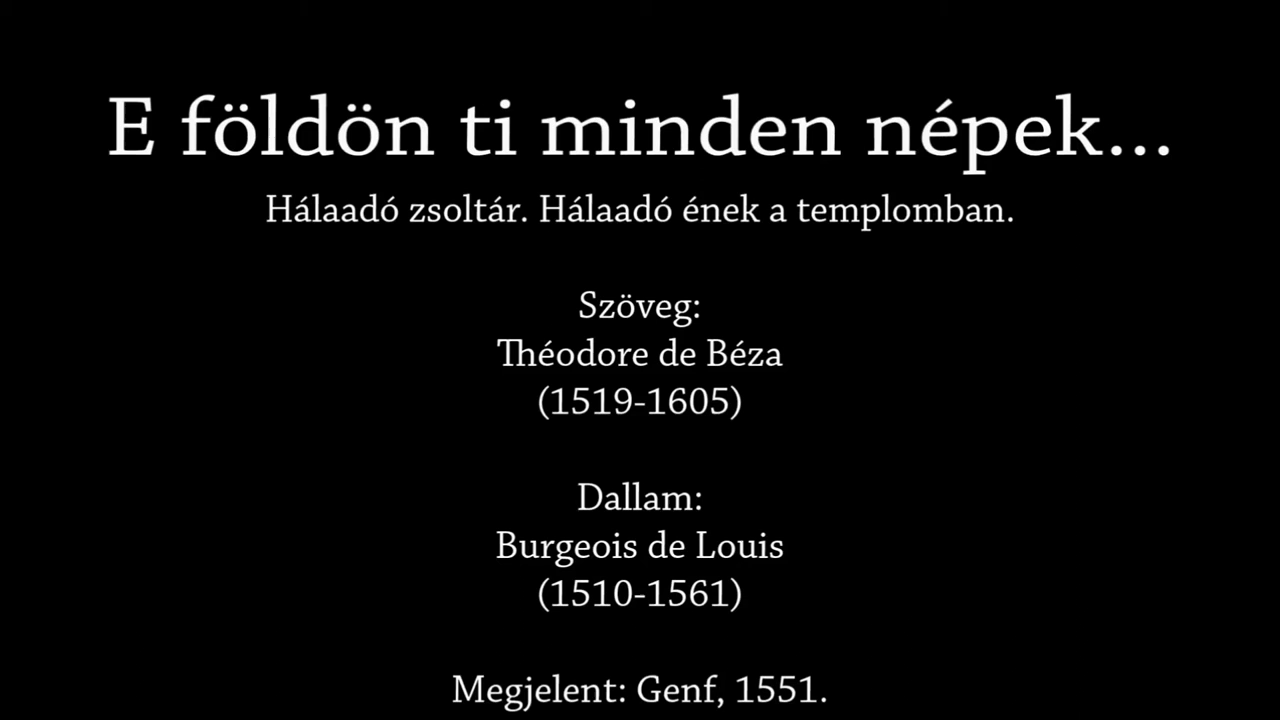 E földön ti minden népek...
Hálaadó zsoltár. Hálaadó ének a templomban.
Szöveg:
Théodore de Béza
(1519-1605)
Dallam:
Burgeois de Louis
(1510-1561)
Megjelent: Genf, 1551.